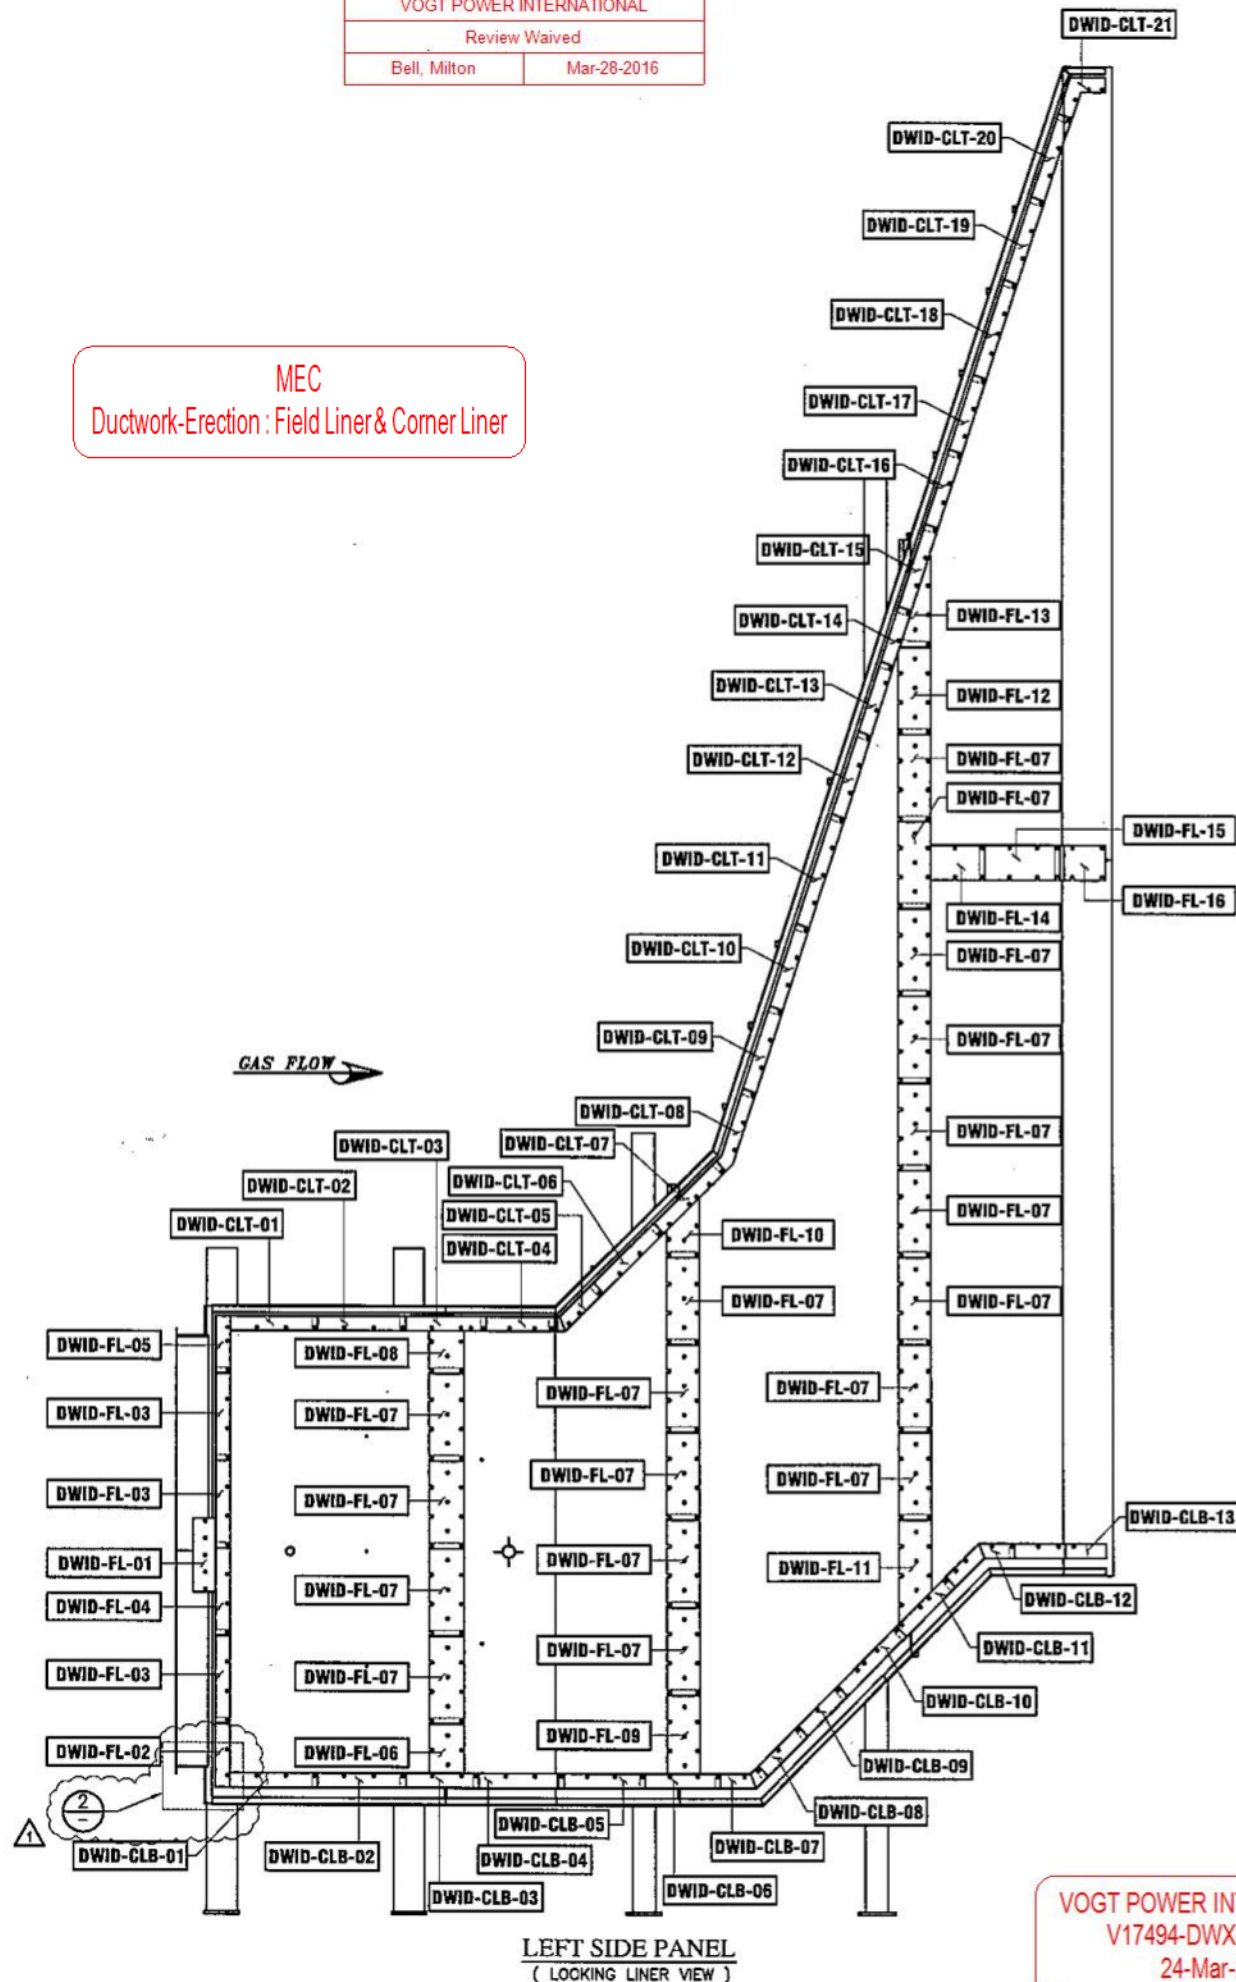 VOGT POWER INTERNATIONAL
Review Waived
Bell, Milton Mar-28-2016
DWID-CLT-21
DWID-CLT-20
DWID-CLT-19
DWID-CLT-18
MEC
Ductwork-Erection : Field Liner & Corner Liner
DWID-CLT-17
DWID-CLT-16
DWID-CLT-15
DWID-CLT-14
DWID-FL-13
DWID-CLT-13
DWID-FL-12
DWID-CLT-12
DWID-FL-07
DWID-FL-07
DWID-FL-15
DWID-CLT-11
DWID-FL-16
DWID-FL-14
DWID-CLT-10
DWID-FL-07
DWID-CLT-09
DWID-FL-07
GAS FLOW
DWID-CLT-08
DWID-FL-07
DWID-CLT-03
DWID-CLT-07
DWID-CLT-02
DWID-CLT-06
DWID-CLT-05
DWID-FL-07
DWID-CLT-01
DWID-FL-10
DWID-CLT-04
DWID-FL-07
DWID-FL-07
DWID-FL-05
DWID-FL-08
DWID-FL-07
DWID-FL-07
DWID-FL-03
DWID-FL-07
DWID-FL-07
DWID-FL-07
DWID-FL-03
DWID-FL-07
DWID-CLB-13
DWID-FL-01
DWID-FL-07
DWID-FL-11
DWID-FL-07
DWID-CLB-12
DWID-FL-04
DWID-FL-07
DWID-CLB-11
DWID-FL-03
DWID-FL-07
DWID-CLB-10
DWID-FL-09
DWID-FL-02
DWID-FL-06
DWID-CLB-09
2
DWID-CLB-08
DWID-CLB-05
1
DWID-CLB-07
DWID-CLB-01
DWID-CLB-02
DWID-CLB-04
DWID-CLB-06
DWID-CLB-03
VOGT POWER IN
V17494-DWX
24-Mar-
LEFT SIDE PANEL
( LOOKING LINER VIEW )